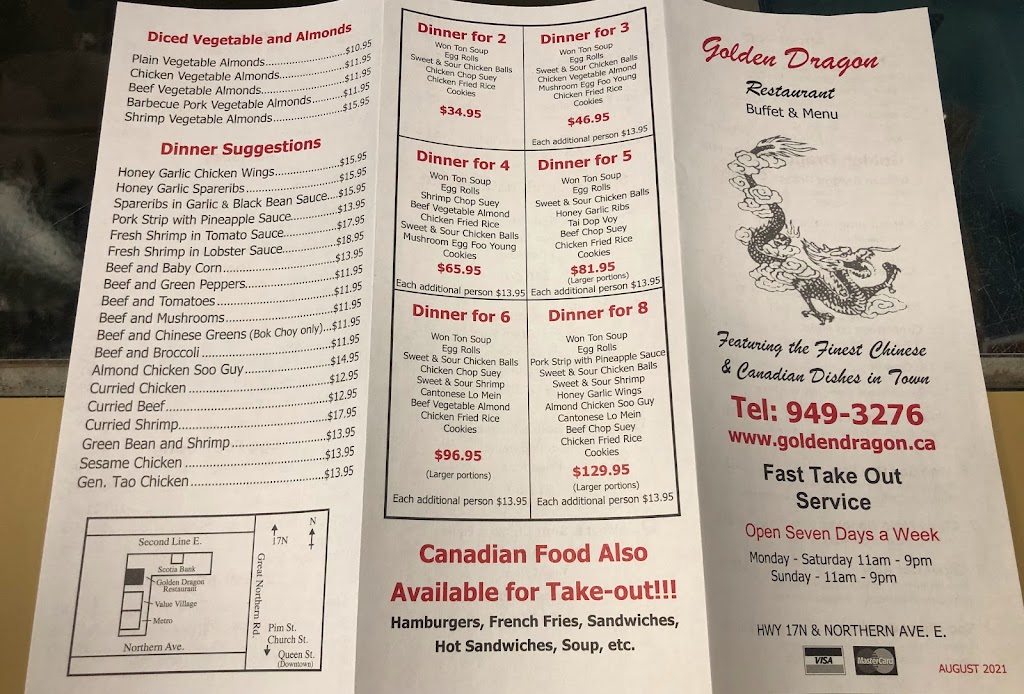 Diced Vegetable and Almonds
Plain Vegetable Almonds..........................$10.95
Chicken Vegetable Almonds......................$11.95
Beef Vegetable Almonds...........................$11.95
Barbecue Pork Vegetable Almonds..........$11.95
Shrimp Vegetable Almonds.......................$15.95
Dinner Suggestions
Honey Garlic Chicken Wings.....................$15.95
Honey Garlic Spareribs.............................$15.95
Spareribs in Garlic & Black Bean Sauce....$15.95
Pork Strip with Pineapple Sauce...............$13.95
Fresh Shrimp in Tomato Sauce.................$17.95
Fresh Shrimp in Lobster Sauce.................$18.95
Beef and Baby Corn.................................$13.95
Beef and Green Peppers..........................$11.95
Beef and Tomatoes..................................$11.95
Beef and Mushrooms...............................$11.95
Beef and Chinese Greens (Bok Choy only)...$11.95
Beef and Broccoli....................................$11.95
Almond Chicken Soo Guy........................$14.95
Curried Chicken......................................$12.95
Curried Beef...........................................$12.95
Curried Shrimp.......................................$17.95
Green Bean and Shrimp..........................$13.95
Sesame Chicken.....................................$13.95
Gen. Tao Chicken...................................$13.95
Second Line E.
Scotia Bank
Golden Dragon
Restaurant
Value Village
Metro
Northern Ave.
Great Northern Rd.
17N
N
Pim St.
Church St.
Queen St.
(Downtown)
Dinner for 2
Won Ton Soup
Egg Rolls
Sweet & Sour Chicken Balls
Chicken Chop Suey
Chicken Fried Rice
Cookies
$34.95
Dinner for 3
Won Ton Soup
Egg Rolls
Sweet & Sour Chicken Balls
Chicken Vegetable Almond
Mushroom Egg Foo Young
Chicken Fried Rice
Cookies
$46.95
Each additional person $13.95
Dinner for 4
Won Ton Soup
Egg Rolls
Shrimp Chop Suey
Beef Vegetable Almond
Chicken Fried Rice
Sweet & Sour Chicken Balls
Mushroom Egg Foo Young
Cookies
$65.95
Each additional person $13.95
Dinner for 5
Won Ton Soup
Egg Rolls
Sweet & Sour Chicken Balls
Honey Garlic Ribs
Tai Dop Voy
Beef Chop Suey
Chicken Fried Rice
Cookies
$81.95
(Larger portions)
Each additional person $13.95
Dinner for 6
Won Ton Soup
Egg Rolls
Sweet & Sour Chicken Balls
Chicken Chop Suey
Sweet & Sour Shrimp
Cantonese Lo Mein
Beef Vegetable Almond
Chicken Fried Rice
Cookies
$96.95
(Larger portions)
Each additional person $13.95
Dinner for 8
Won Ton Soup
Egg Rolls
Pork Strip with Pineapple Sauce
Sweet & Sour Chicken Balls
Sweet & Sour Shrimp
Honey Garlic Wings
Almond Chicken Soo Guy
Cantonese Lo Mein
Beef Chop Suey
Chicken Fried Rice
Cookies
$129.95
(Larger portions)
Each additional person $13.95
Canadian Food Also
Available for Take-out!!!
Hamburgers, French Fries, Sandwiches,
Hot Sandwiches, Soup, etc.
Golden Dragon
Restaurant
Buffet & Menu
Featuring the Finest Chinese
& Canadian Dishes in Town
Tel: 949-3276
www.goldendragon.ca
Fast Take Out
Service
Open Seven Days a Week
Monday - Saturday 11am - 9pm
Sunday - 11am - 9pm
HWY 17N & NORTHERN AVE. E.
VISA
MasterCard
AUGUST 2021